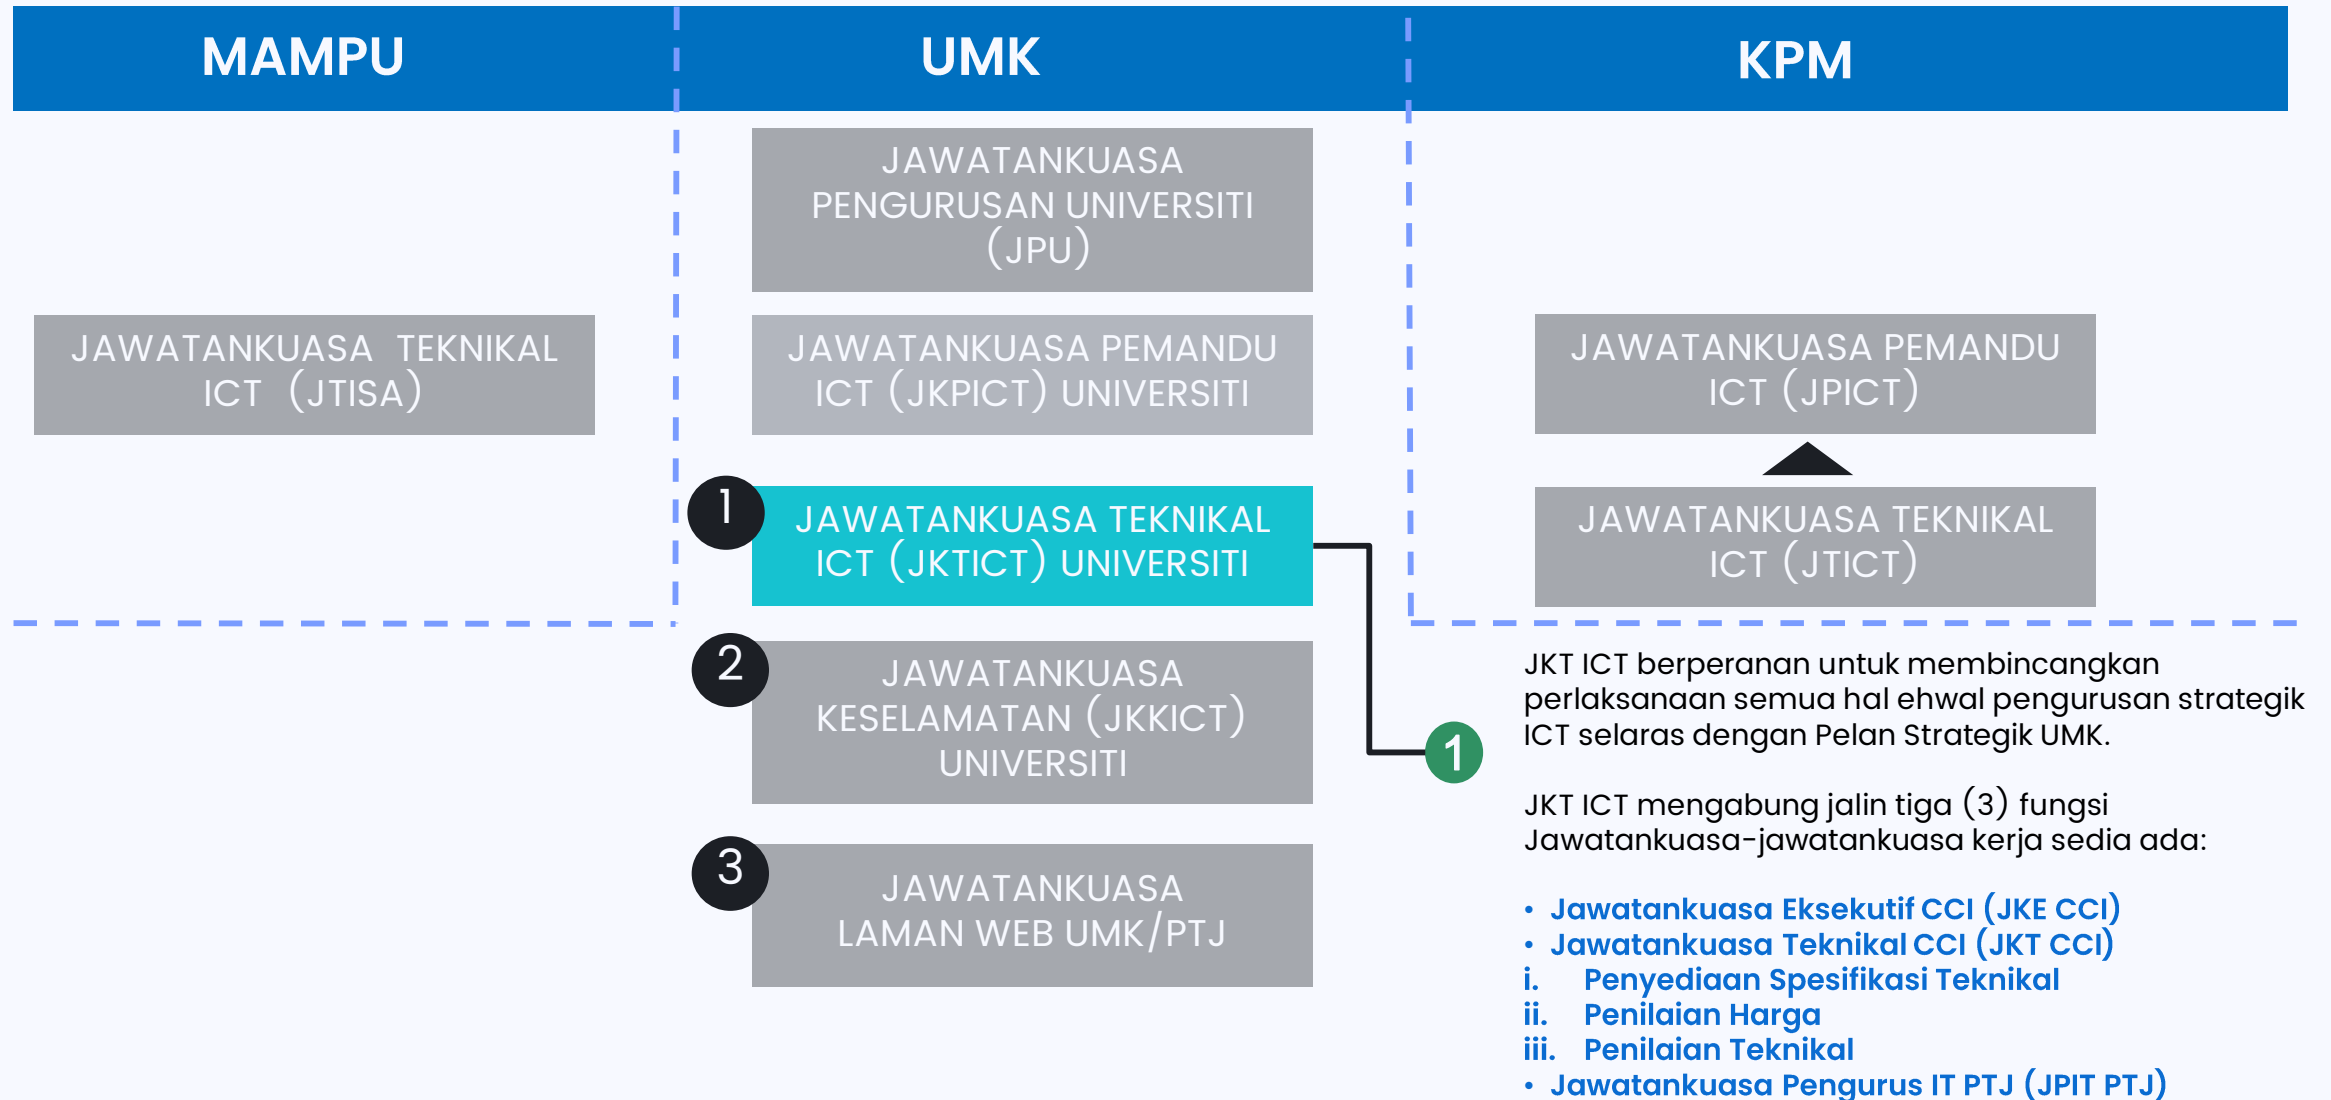 MAMPU
UMK
KPM
JAWATANKUASA
PENGURUSAN UNIVERSITI
(JPU)
JAWATANKUASA TEKNIKAL
ICT (JTISA)
JAWATANKUASA PEMANDU
ICT (JKPICT) UNIVERSITI
JAWATANKUASA PEMANDU
ICT (JPICT)
1
JAWATANKUASA TEKNIKAL
ICT (JKTICT) UNIVERSITI
JAWATANKUASA TEKNIKAL
ICT (JTICT)
2
JAWATANKUASA
KESELAMATAN (JKKICT)
UNIVERSITI
3
JAWATANKUASA
LAMAN WEB UMK/PTJ
1
JKT ICT berperanan untuk membincangkan
perlaksanaan semua hal ehwal pengurusan strategik
ICT selaras dengan Pelan Strategik UMK.
JKT ICT mengabung jalin tiga (3) fungsi
Jawatankuasa-jawatankuasa kerja sedia ada:
• Jawatankuasa Eksekutif CCI (JKE CCI)
• Jawatankuasa Teknikal CCI (JKT CCI)
i. Penyediaan Spesifikasi Teknikal
ii. Penilaian Harga
iii. Penilaian Teknikal
• Jawatankuasa Pengurus IT PTJ (JPIT PTJ)